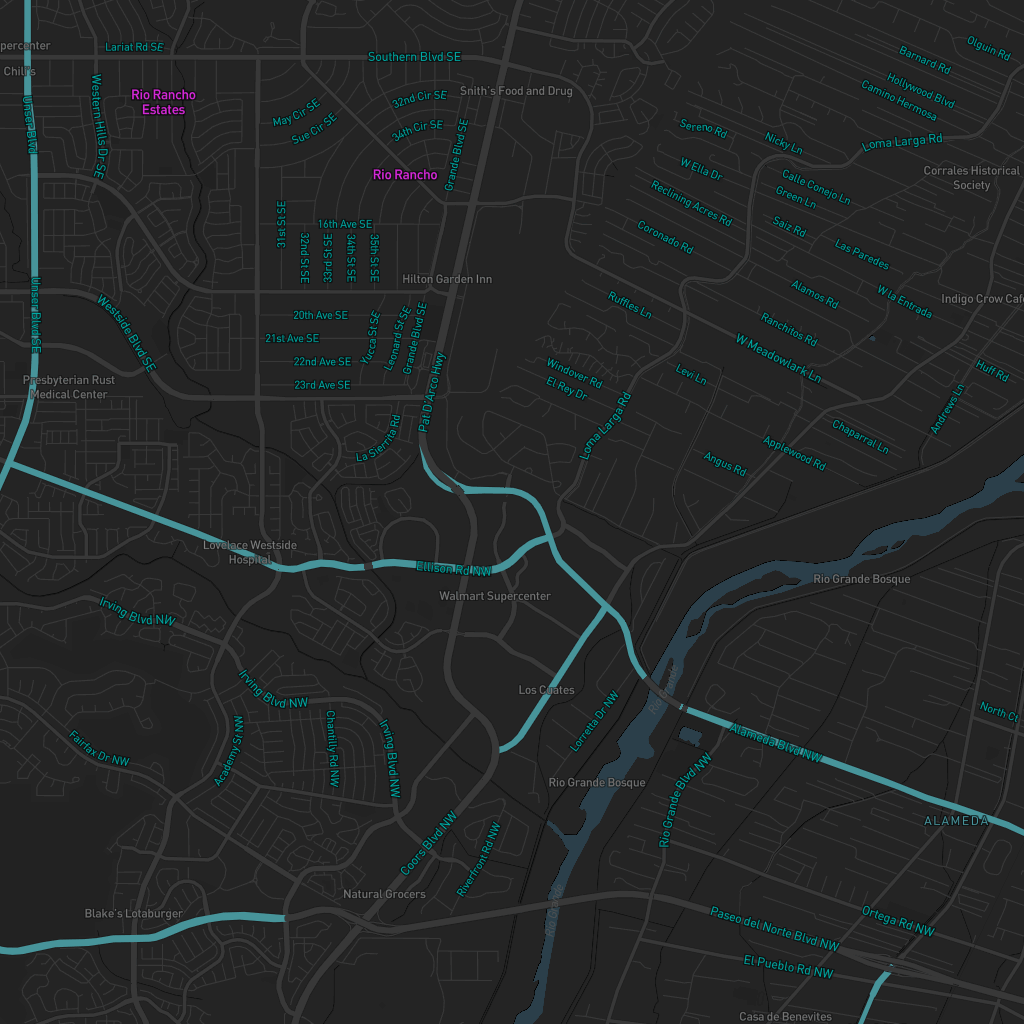 Olguin Rd
Lariat Rd SE
percenter
Southern Blvd SE
Barnard Rd
Chili's
Hollywood Blvd
Camino Hermosa
Smith's Food and Drug
Rio Rancho
Estates
32nd Cir SE
May Cir SE
Sue Cir SE
34th Cir SE
Unser Blvd
Western Hills Dr SE
Grande Blvd SE
Sereno Rd
Nicky Ln
Loma Larga Rd
Rio Rancho
W Ella Dr
Corrales Historical
Society
Calle Conejo Ln
Green Ln
Reclining Acres Rd
31st St SE
16th Ave SE
32nd St SE
33rd St SE
34th St SE
35th St SE
Coronado Rd
Saiz Rd
Las Paredes
Hilton Garden Inn
Alamos Rd
W la Entrada
Indigo Crow Cafe
Ruffles Ln
Unser Blvd SE
Westside Blvd SE
20th Ave SE
21st Ave SE
22nd Ave SE
23rd Ave SE
Yucca St SE
Leonard St SE
Grande Blvd SE
Ranchitos Rd
W Meadowlark Ln
Windover Rd
El Rey Dr
Levi Ln
Huff Rd
Presbyterian Rust
Medical Center
Pat D'Arco Hwy
Andrews Ln
Loma Larga Rd
La Sierrita Rd
Chaparral Ln
Applewood Rd
Angus Rd
Lovelace Westside
Hospital
Ellison Rd NW
Rio Grande Bosque
Walmart Supercenter
Irving Blvd NW
Irving Blvd NW
Los Cuates
Rio Grande
Lorretta Dr NW
North Ct
Chantilly Rd NW
Academy St NW
Irving Blvd NW
Fairfax Dr NW
Alameda Blvd NW
Rio Grande Bosque
Rio Grande Blvd NW
ALAMEDA
Coors Blvd NW
Riverfront Rd NW
Natural Grocers
Blake's Lotaburger
Rio Grande
Paseo del Norte Blvd NW
Ortega Rd NW
El Pueblo Rd NW
Casa de Benevites